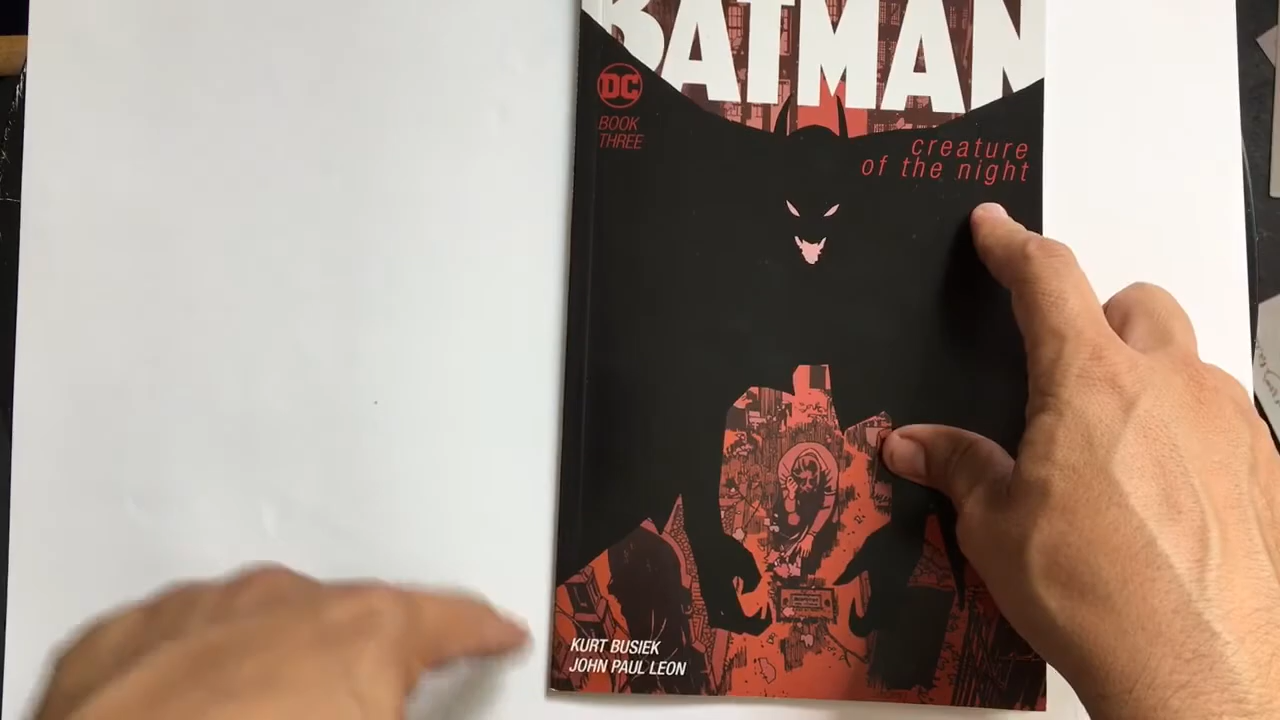 BATMAN
DC
BOOK
THREE
creature
of the night
KURT BUSIEK
JOHN PAUL LEON